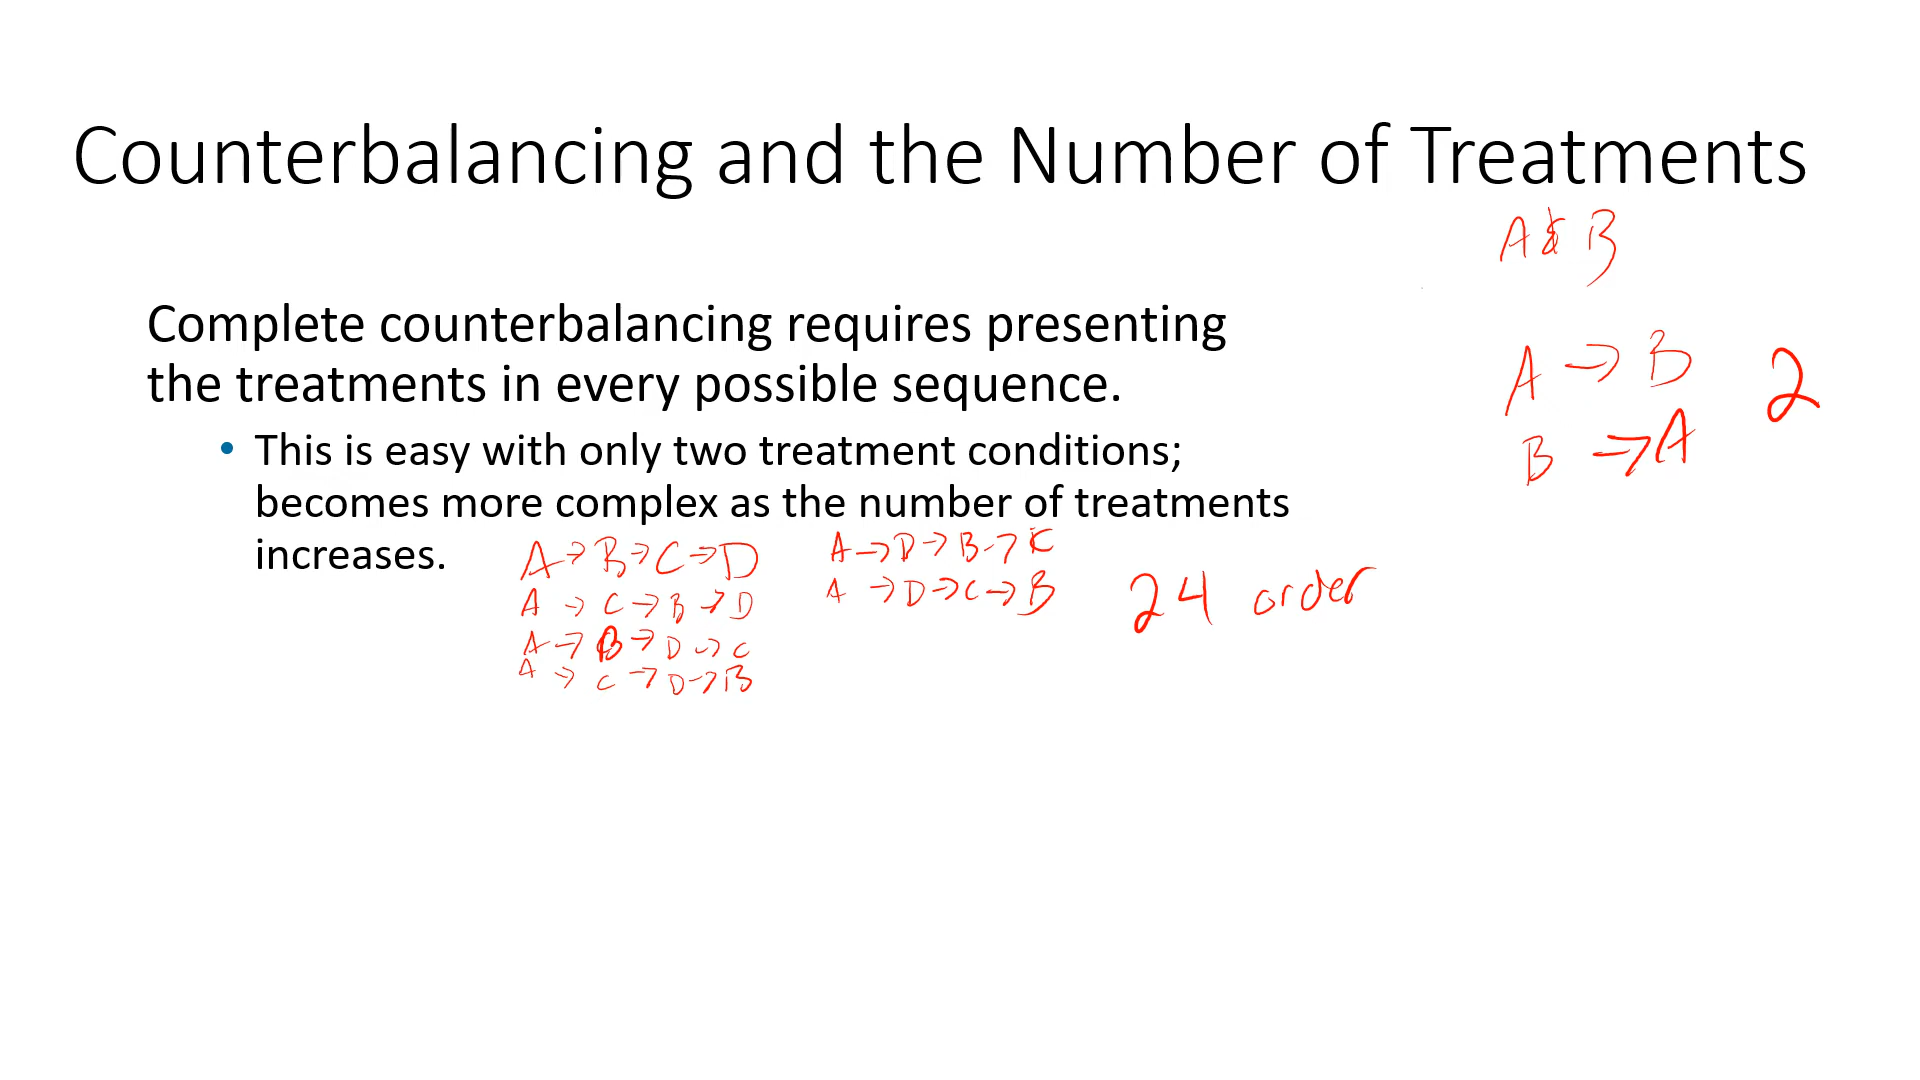 Counterbalancing and the Number of Treatments
A & B
Complete counterbalancing requires presenting
the treatments in every possible sequence.
A → B
B → A
2
• This is easy with only two treatment conditions;
becomes more complex as the number of treatments
increases.
A → B → C → D
A → C → B → D
A → B → D → C
A → C → D → B
A → D → B → C
A → D → C → B
24 order